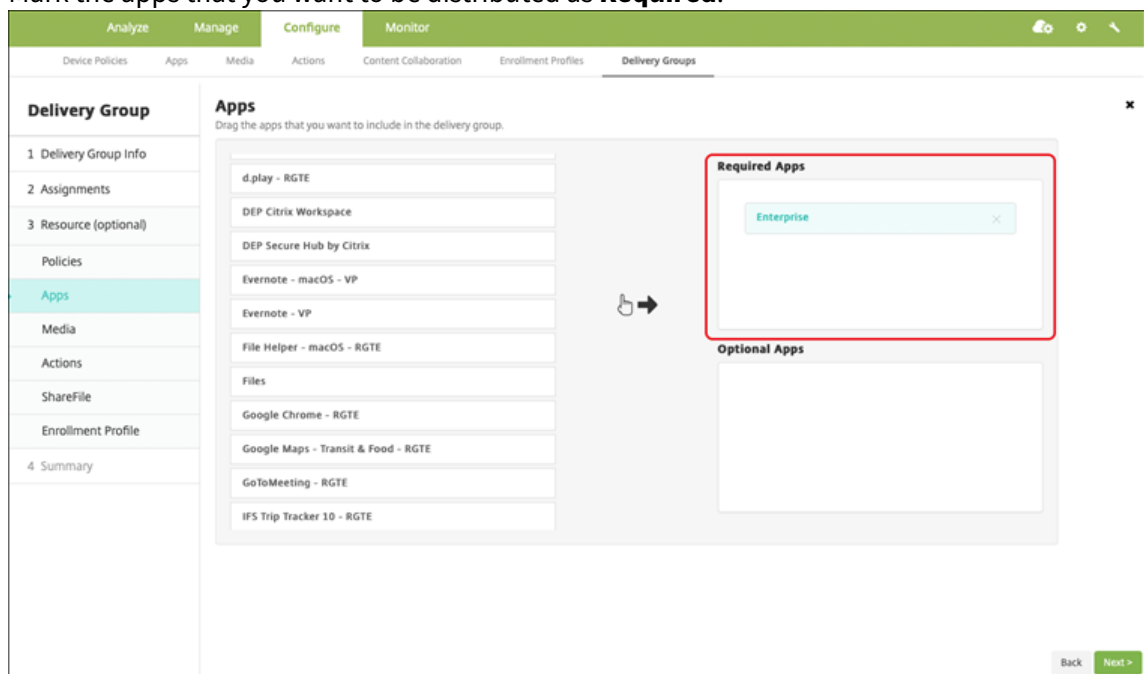 Mark the apps that you want to be distributed as Required.
Analyze Manage Configure Monitor
Device Policies Apps Media Actions Content Collaboration Enrollment Profiles Delivery Groups
Delivery Group
1 Delivery Group Info
2 Assignments
3 Resource (optional)
Policies
Apps
Media
Actions
ShareFile
Enrollment Profile
4 Summary
Apps
Drag the apps that you want to include in the delivery group.
d.play - RGTE
DEP Citrix Workspace
DEP Secure Hub by Citrix
Evernote - macOS - VP
Evernote - VP
File Helper - macOS - RGTE
Files
Google Chrome - RGTE
Google Maps - Transit & Food - RGTE
GoToMeeting - RGTE
IFS Trip Tracker 10 - RGTE
Required Apps
Enterprise
Optional Apps
Back Next >